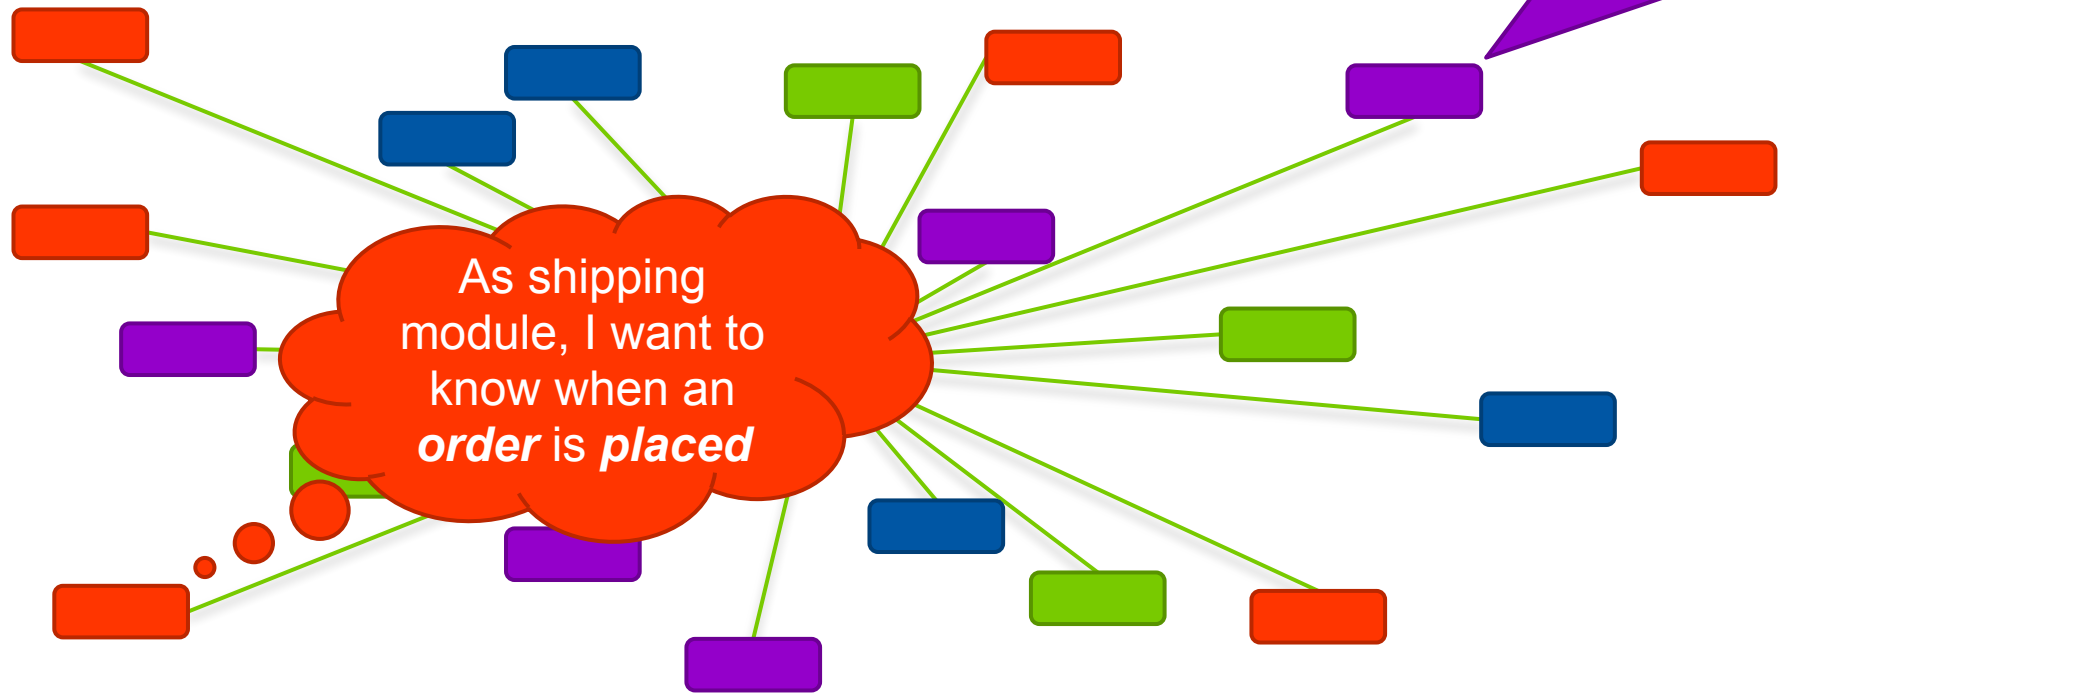 As shipping
module, I want to
know when an
order is placed